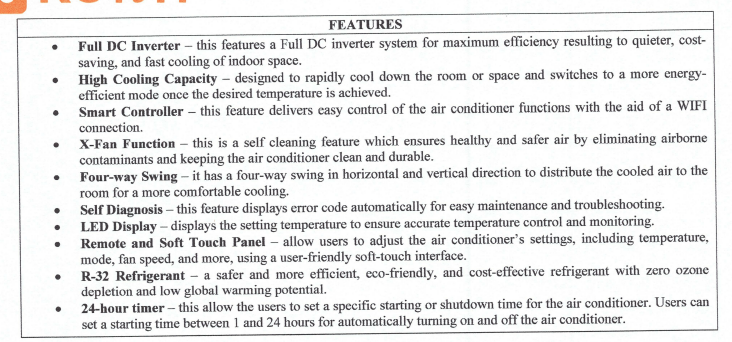 FEATURES
• Full DC Inverter – this features a Full DC inverter system for maximum efficiency resulting to quieter, cost-
saving, and fast cooling of indoor space.
• High Cooling Capacity – designed to rapidly cool down the room or space and switches to a more energy-
efficient mode once the desired temperature is achieved.
• Smart Controller – this feature delivers easy control of the air conditioner functions with the aid of a WIFI
connection.
• X-Fan Function – this is a self cleaning feature which ensures healthy and safer air by eliminating airborne
contaminants and keeping the air conditioner clean and durable.
• Four-way Swing – it has a four-way swing in horizontal and vertical direction to distribute the cooled air to the
room for a more comfortable cooling.
• Self Diagnosis – this feature displays error code automatically for easy maintenance and troubleshooting.
• LED Display – displays the setting temperature to ensure accurate temperature control and monitoring.
• Remote and Soft Touch Panel – allow users to adjust the air conditioner's settings, including temperature,
mode, fan speed, and more, using a user-friendly soft-touch interface.
• R-32 Refrigerant – a safer and more efficient, eco-friendly, and cost-effective refrigerant with zero ozone
depletion and low global warming potential.
• 24-hour timer – this allow the users to set a specific starting or shutdown time for the air conditioner. Users can
set a starting time between 1 and 24 hours for automatically turning on and off the air conditioner.